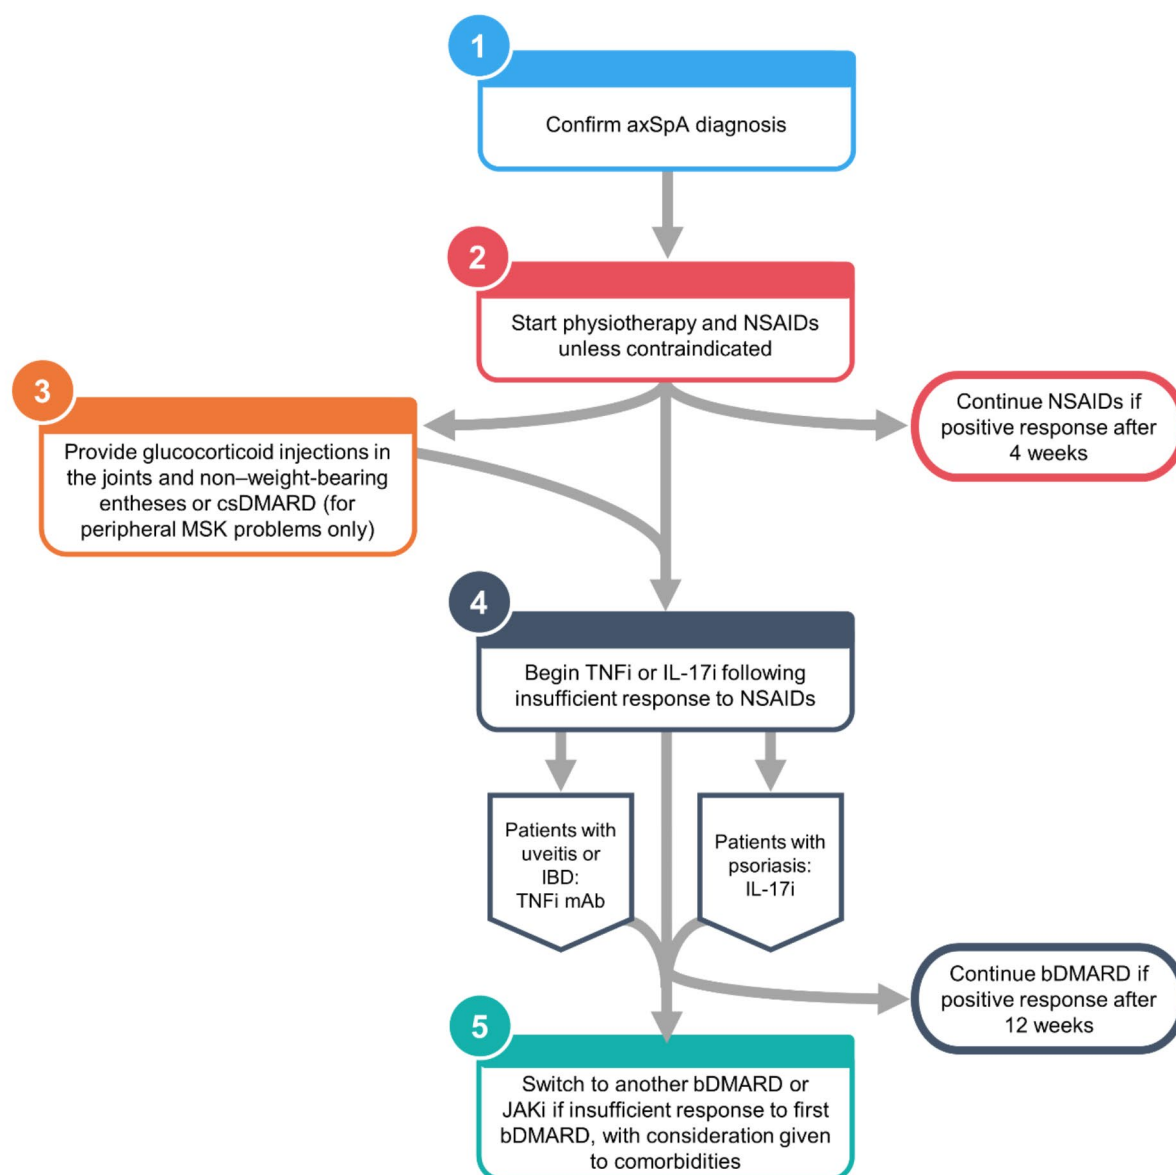 1
Confirm axSpA diagnosis
2
Start physiotherapy and NSAIDs
unless contraindicated
3
Provide glucocorticoid injections in
the joints and non–weight-bearing
entheses or csDMARD (for
peripheral MSK problems only)
Continue NSAIDs if
positive response after
4 weeks
4
Begin TNFi or IL-17i following
insufficient response to NSAIDs
Patients with
uveitis or
IBD:
TNFi mAb
Patients with
psoriasis:
IL-17i
Continue bDMARD if
positive response after
12 weeks
5
Switch to another bDMARD or
JAKi if insufficient response to first
bDMARD, with consideration given
to comorbidities